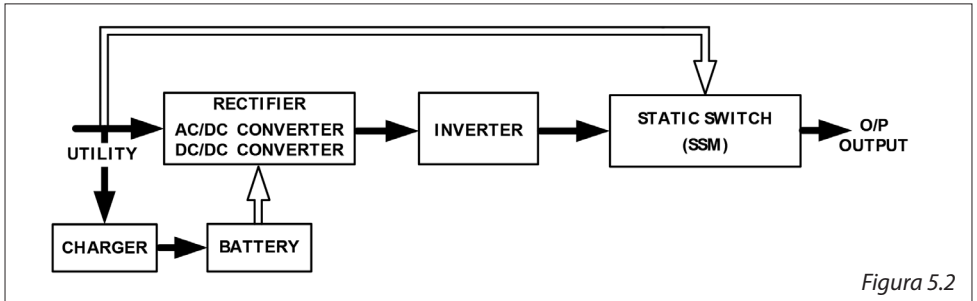 RECTIFIER
AC/DC CONVERTER
DC/DC CONVERTER
INVERTER
STATIC SWITCH
(SSM)
O/P
OUTPUT
UTILITY
CHARGER
BATTERY
Figura 5.2